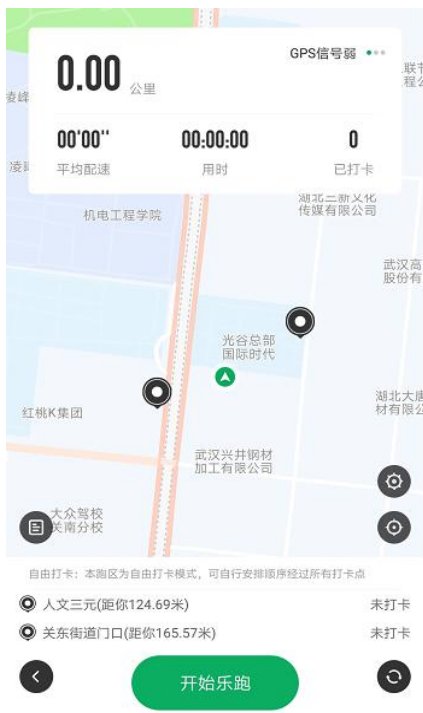 GPS信号弱
0.00 公里
00'00" 00:00:00 0
平均配速 用时 已打卡
机电工程学院
湖北三新文化
传媒有限公司
武汉高
股份有
光谷总部
国际时代
湖北大唐
材有限公
红桃K集团
武汉兴井钢材
加工有限公司
大众驾校
关南分校
自由打卡：本跑区为自由打卡模式，可自行安排顺序经过所有打卡点
人文三元(距你124.69米) 未打卡
关东街道门口(距你165.57米) 未打卡
开始乐跑